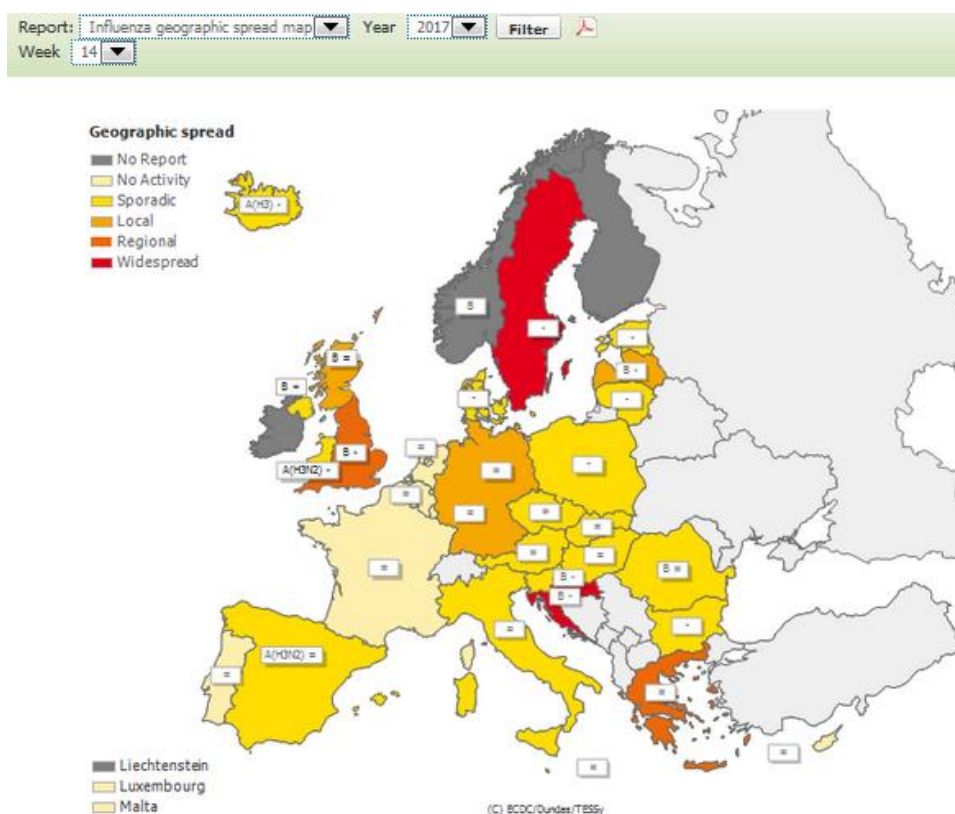 Report: Influenza geographic spread map Year 2017 Filter
Week 14
Geographic spread
No Report
No Activity
Sporadic
Local
Regional
Widespread
A(H3) -
B
-
-
B =
B -
B =
-
-
=
B +
-
A(H3N2) -
=
=
=
=
=
=
=
=
B -
B =
B -
-
=
A(H3N2) =
=
=
=
=
Liechtenstein
Luxembourg
Malta
(C) ECDC/Dundas/TESSy